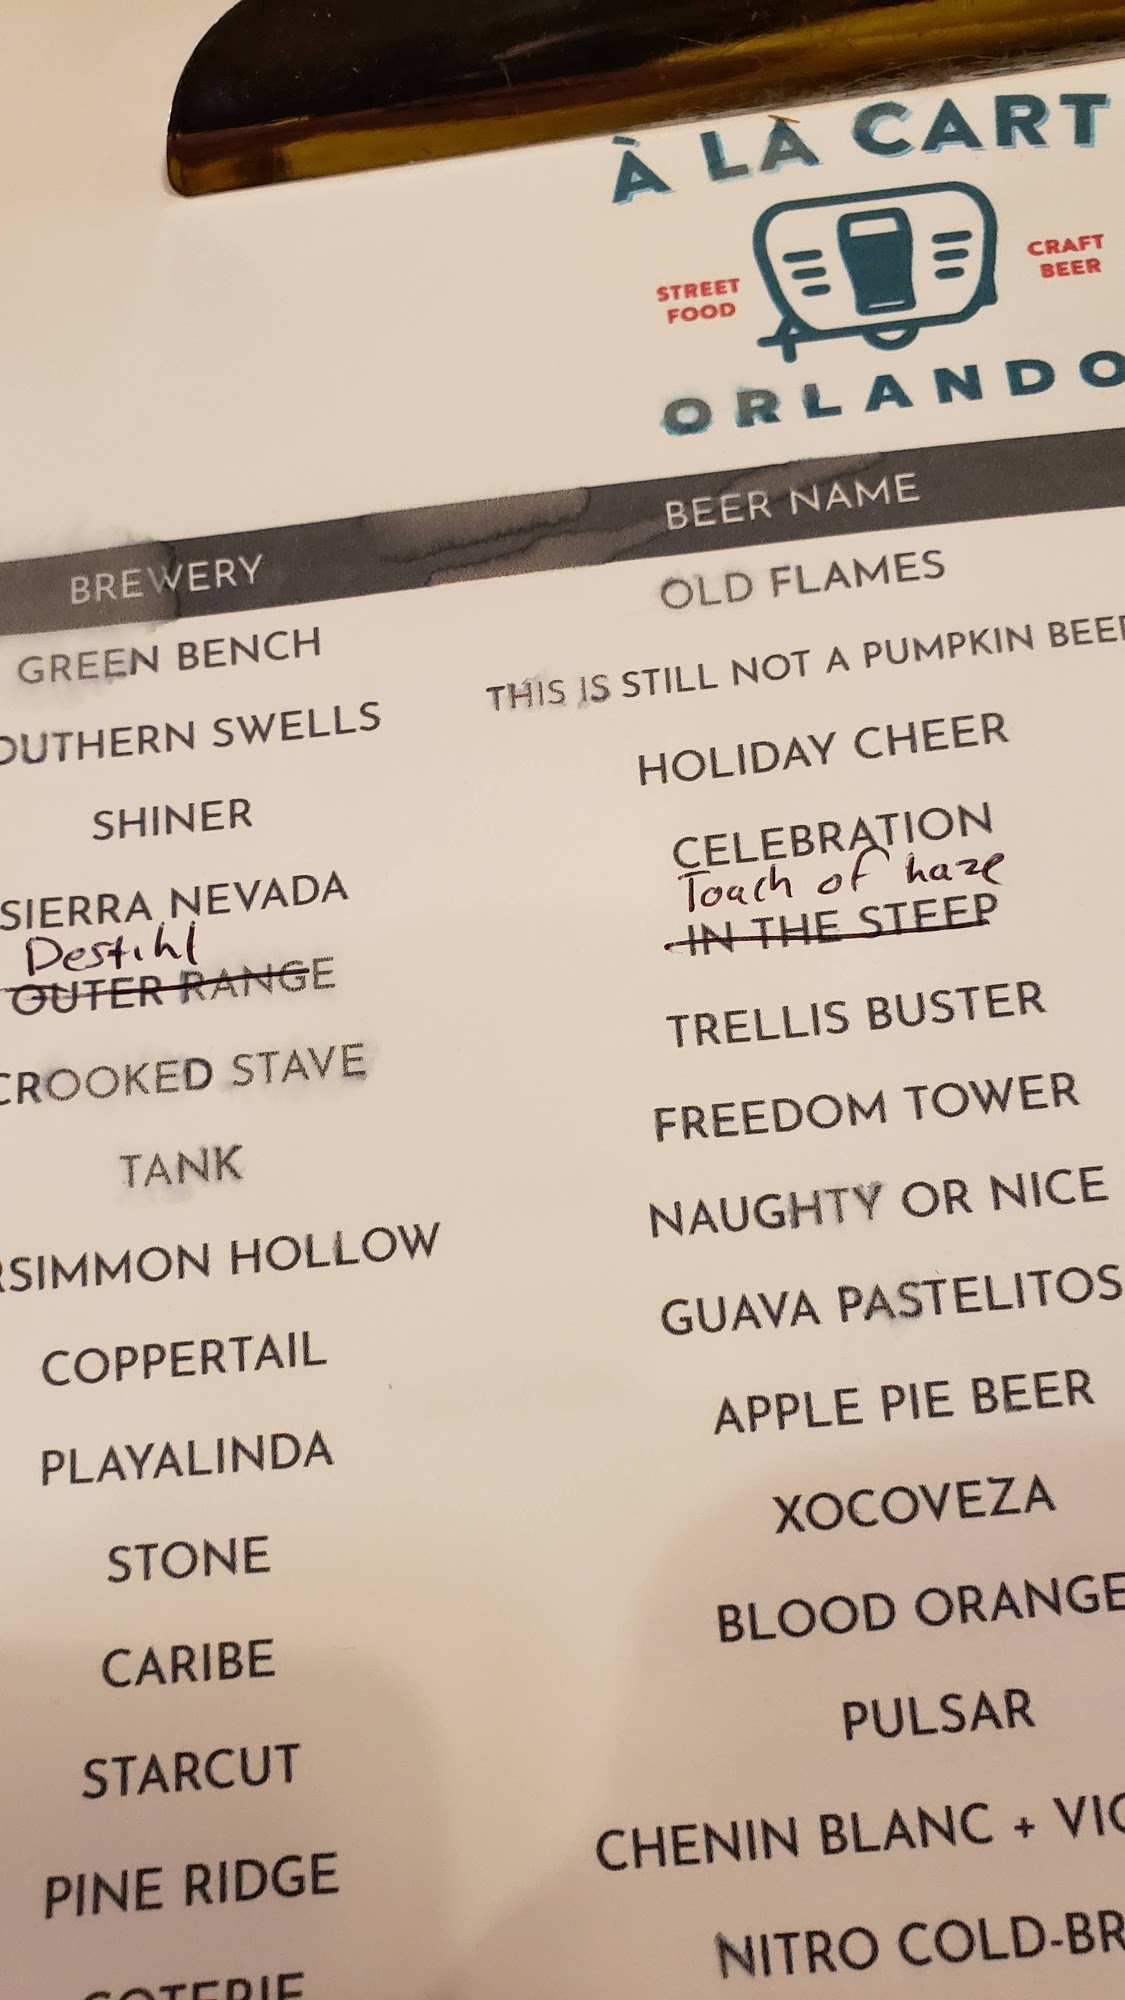 À LA CART
STREET FOOD
CRAFT BEER
ORLANDO
BREWERY BEER NAME
GREEN BENCH OLD FLAMES
OUTHERN SWELLS THIS IS STILL NOT A PUMPKIN BEER
SHINER HOLIDAY CHEER
SIERRA NEVADA CELEBRATION
Destihl Touch of haze
OUTER RANGE IN THE STEEP
CROOKED STAVE TRELLIS BUSTER
TANK FREEDOM TOWER
RSIMMON HOLLOW NAUGHTY OR NICE
COPPERTAIL GUAVA PASTELITOS
PLAYALINDA APPLE PIE BEER
STONE XOCOVEZA
CARIBE BLOOD ORANGE
STARCUT PULSAR
PINE RIDGE CHENIN BLANC + VIO
NITRO COLD-BR